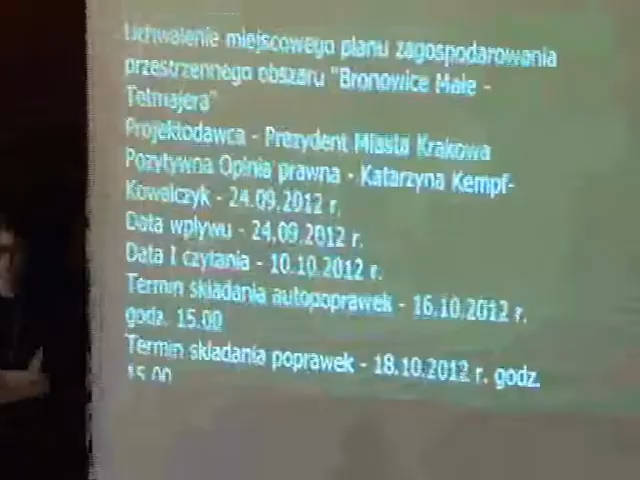 Uchwalenie miejscowego planu zagospodarowania
przestrzennego obszaru "Bronowice Małe -
Tetmajera"
Projektodawca - Prezydent Miasta Krakowa
Pozytywna Opinia prawna - Katarzyna Kempf-
Kowalczyk - 24.09.2012 r.
Data wpływu - 24.09.2012 r.
Data I czytania - 10.10.2012 r.
Termin składania autopoprawek - 16.10.2012 r.
godz. 15.00
Termin składania poprawek - 18.10.2012 r. godz.
15.00